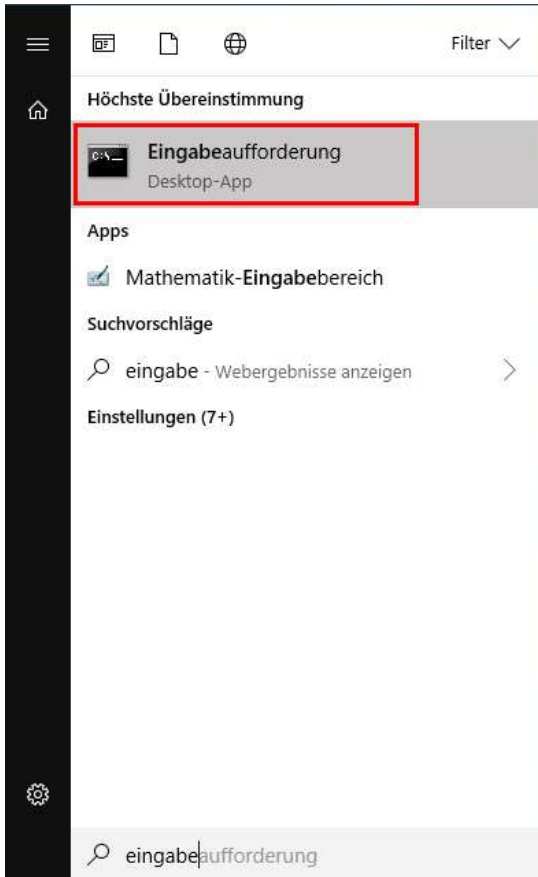 Filter
Höchste Übereinstimmung
C:\_
Eingabeaufforderung
Desktop-App
Apps
Mathematik-Eingabebereich
Suchvorschläge
eingabe - Webergebnisse anzeigen
Einstellungen (7+)
eingabeaufforderung